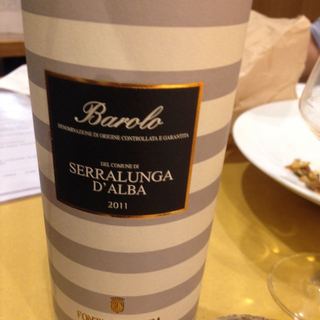 Barolo
DENOMINAZIONE DI ORIGINE CONTROLLATA E GARANTITA
DEL COMUNE DI
SERRALUNGA
D'ALBA
2011